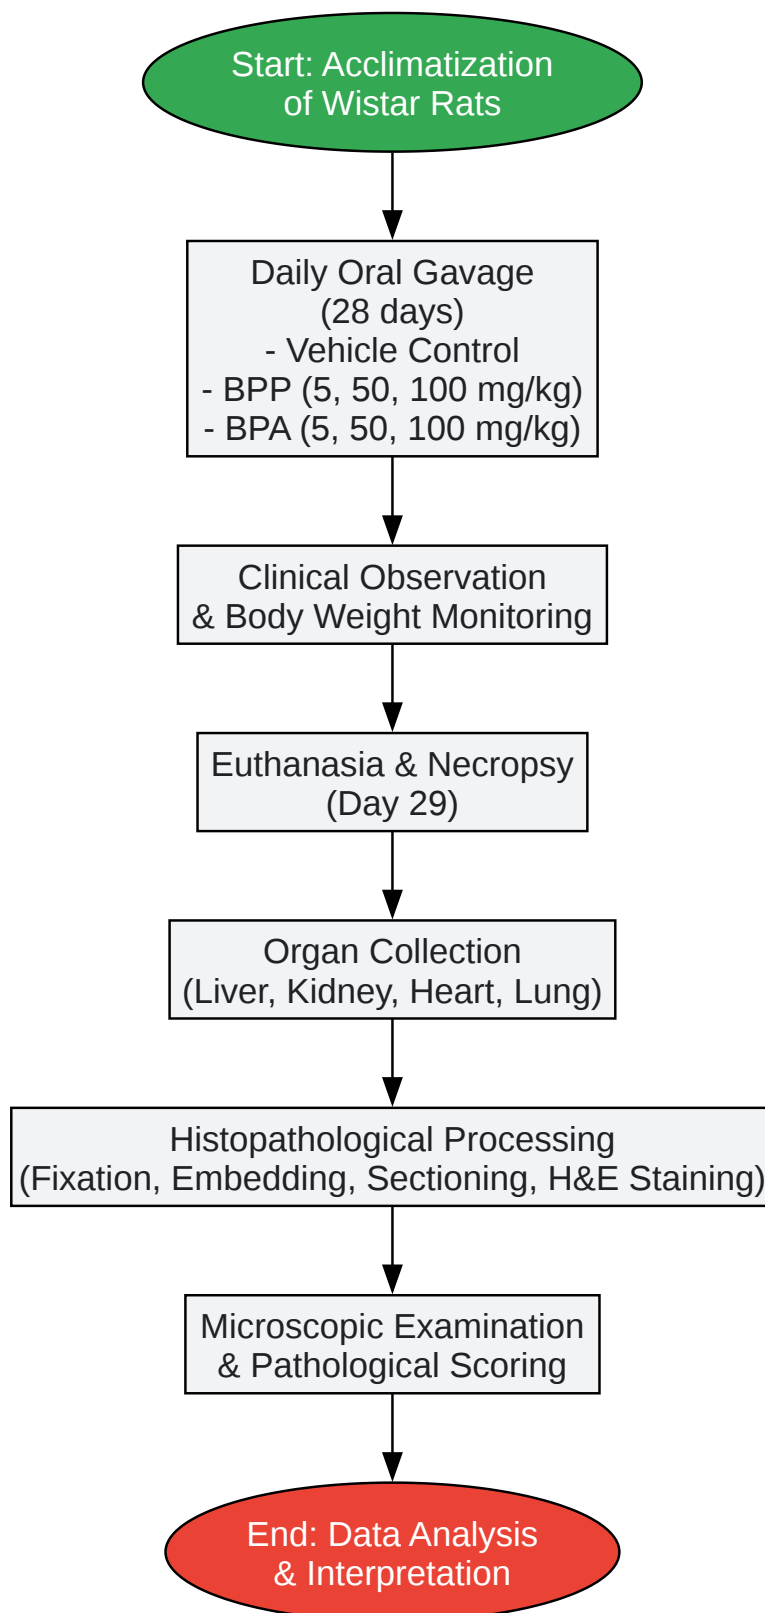 Start: Acclimatization
of Wistar Rats
Daily Oral Gavage
(28 days)
- Vehicle Control
- BPP (5, 50, 100 mg/kg)
- BPA (5, 50, 100 mg/kg)
Clinical Observation
& Body Weight Monitoring
Euthanasia & Necropsy
(Day 29)
Organ Collection
(Liver, Kidney, Heart, Lung)
Histopathological Processing
(Fixation, Embedding, Sectioning, H&E Staining)
Microscopic Examination
& Pathological Scoring
End: Data Analysis
& Interpretation